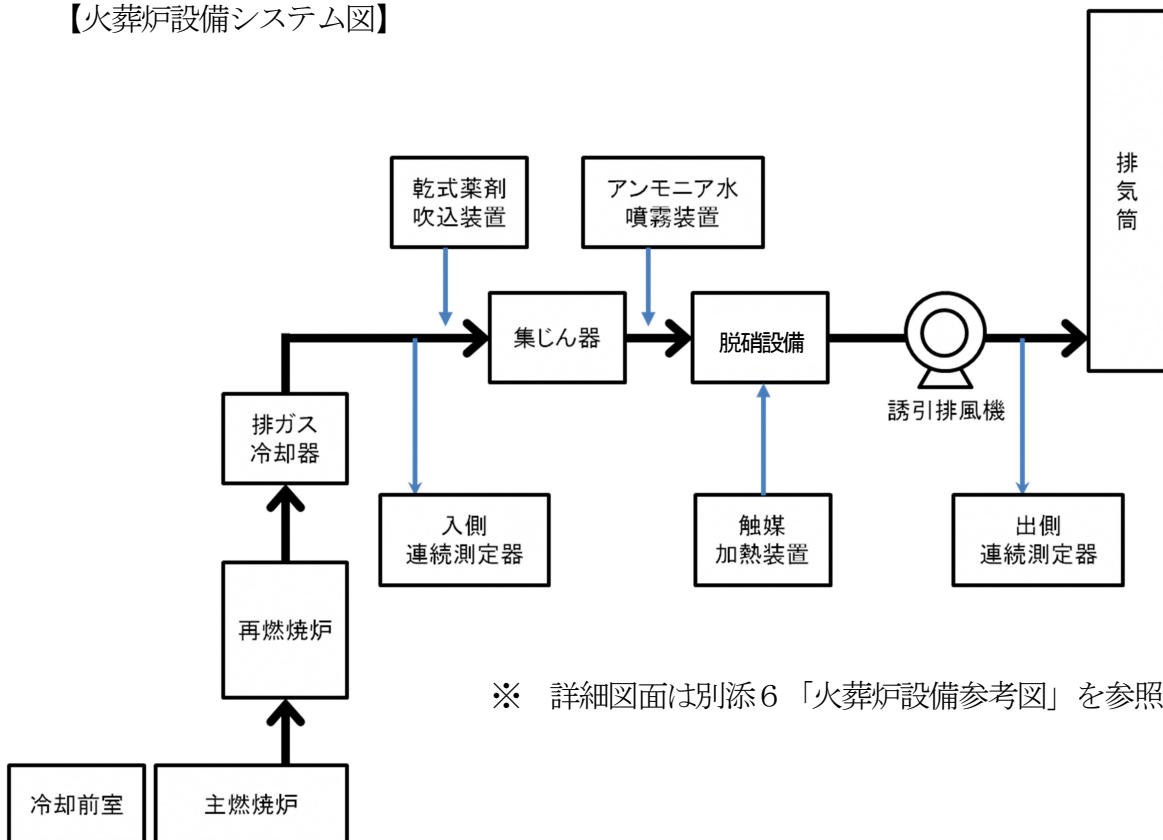 【火葬炉設備システム図】
排
気
筒
乾式薬剤
吹込装置
アンモニア水
噴霧装置
集じん器
脱硝設備
誘引排風機
排ガス
冷却器
入側
連続測定器
触媒
加熱装置
出側
連続測定器
再燃焼炉
※　詳細図面は別添６「火葬炉設備参考図」を参照
冷却前室
主燃焼炉